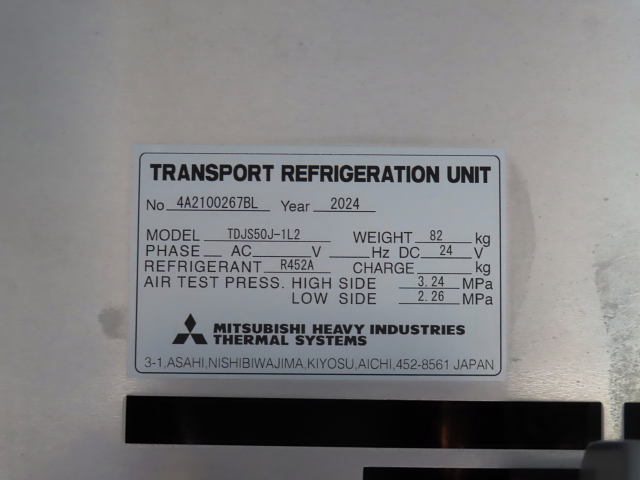 TRANSPORT REFRIGERATION UNIT
No 4A2100267BL Year 2024
MODEL TDJS50J-1L2 WEIGHT 82 kg
PHASE AC V Hz DC 24 V
REFRIGERANT R452A CHARGE kg
AIR TEST PRESS. HIGH SIDE 3.24 MPa
LOW SIDE 2.26 MPa
MITSUBISHI HEAVY INDUSTRIES
THERMAL SYSTEMS
3-1,ASAHI,NISHIBIWAJIMA,KIYOSU,AICHI,452-8561 JAPAN